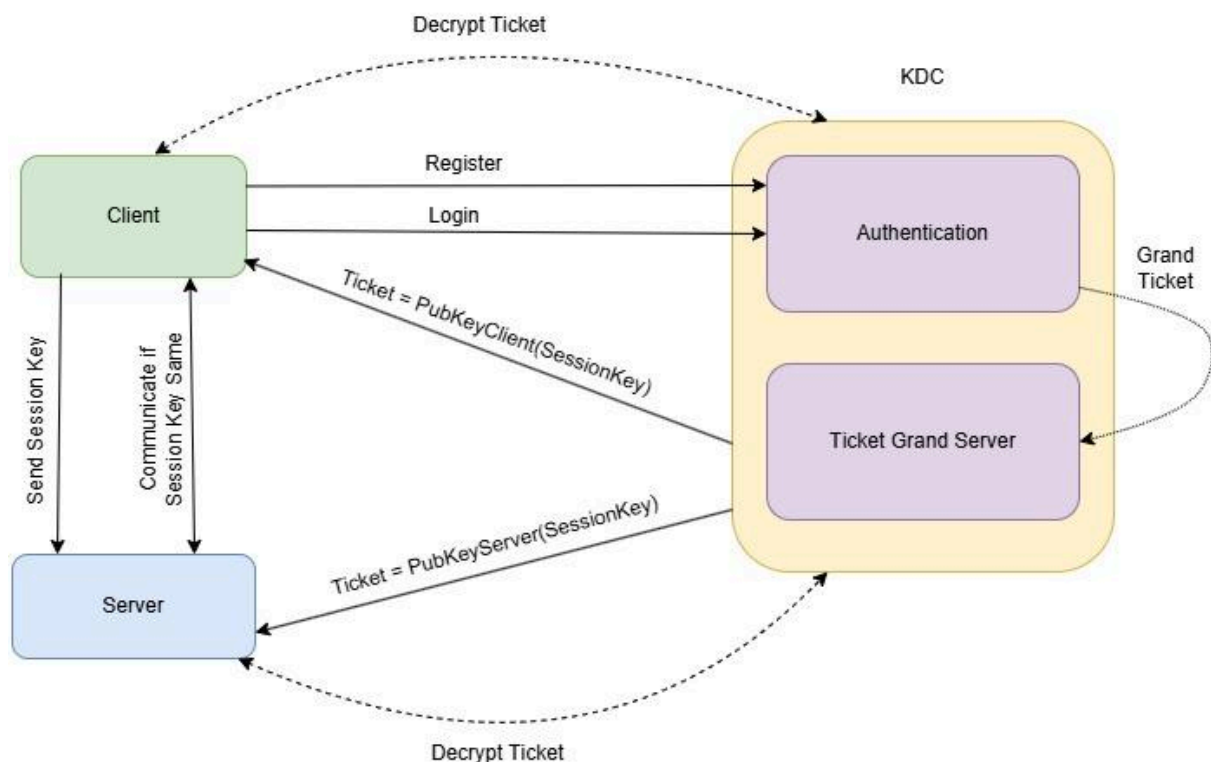 Decrypt Ticket
KDC
Register
Client
Login
Authentication
Grand
Ticket
Ticket = PubKeyClient(SessionKey)
Send Session Key
Communicate if
Session Key Same
Ticket Grand Server
Ticket = PubKeyServer(SessionKey)
Server
Decrypt Ticket